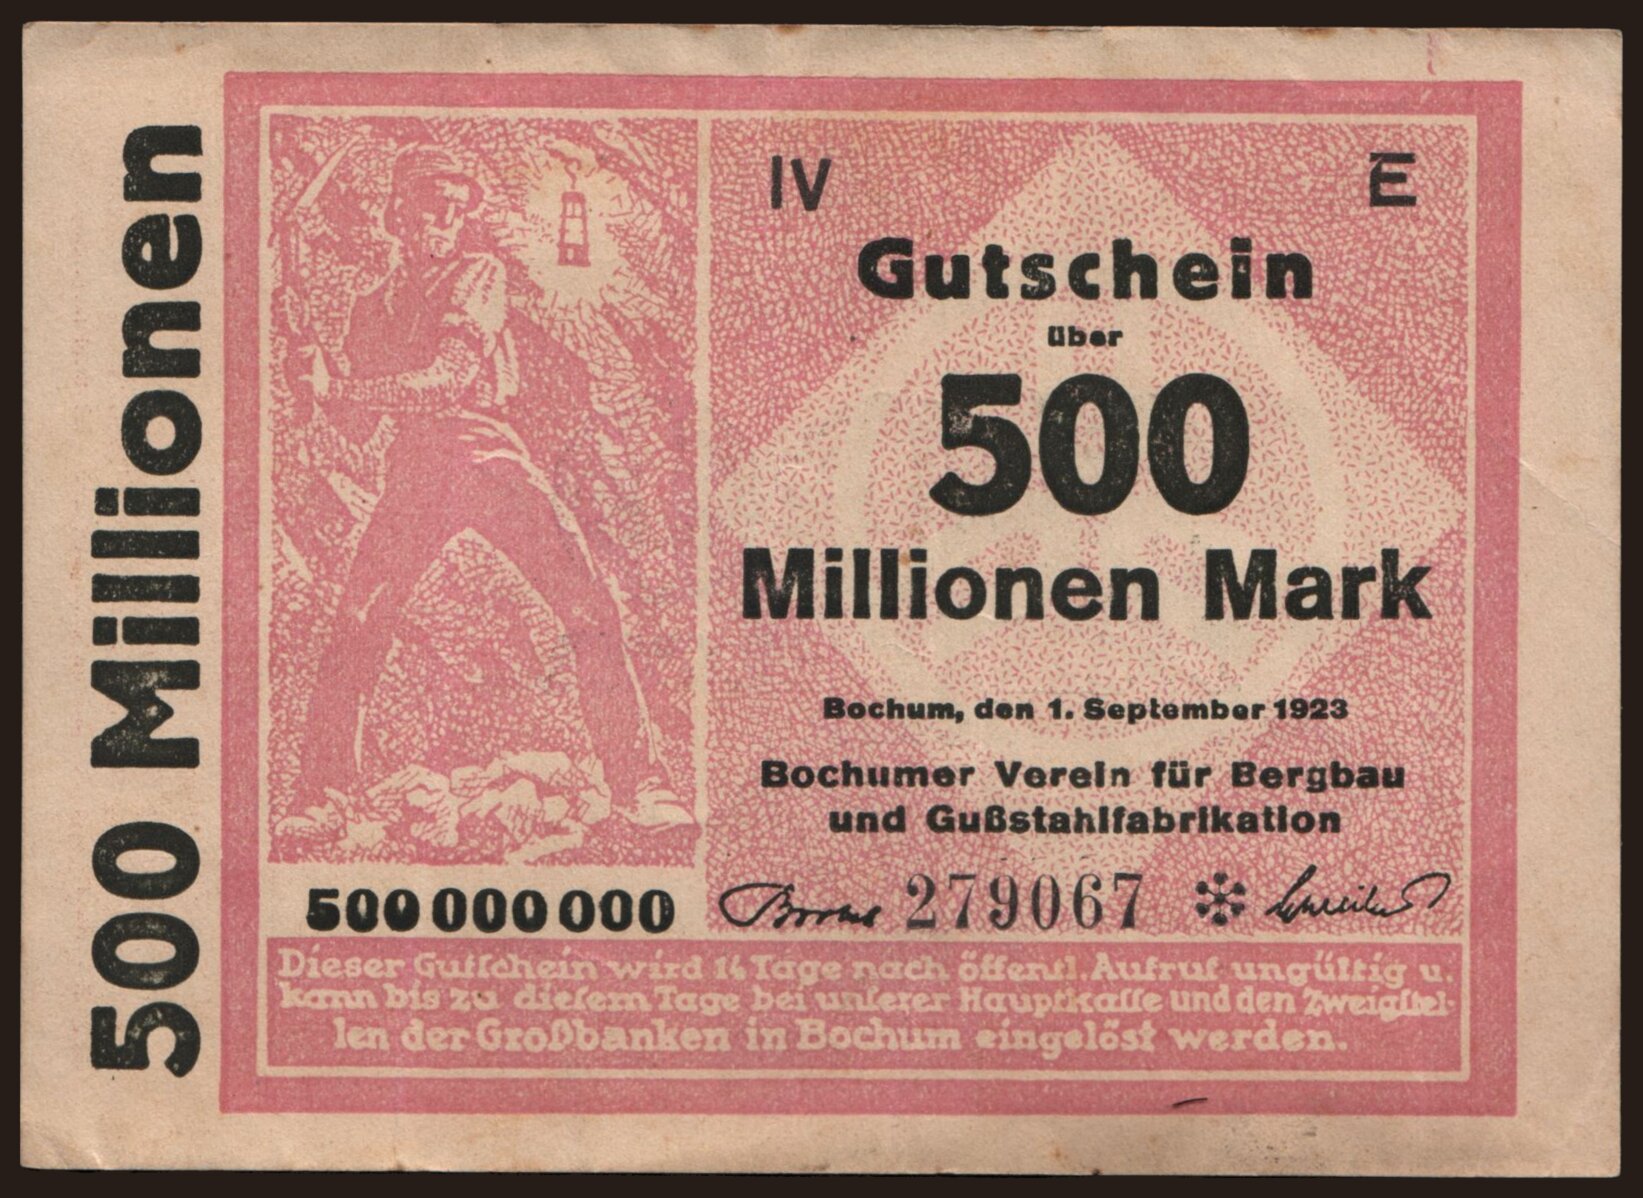 500 Millionen
IV E
Gutschein
über
500
Millionen Mark
Bochum, den 1. September 1923
Bochumer Verein für Bergbau
und Gußstahlfabrikation
500 000 000
279067
Dieser Gutschein wird 14 Tage nach öffentl. Aufruf ungültig u.
kann bis zu diesem Tage bei unserer Hauptkasse und den Zweigstel-
len der Großbanken in Bochum eingelöst werden.